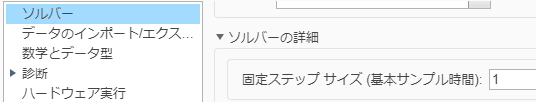 ソルバー
データのインポート/エクス...
数学とデータ型
診断
ハードウェア実行
ソルバーの詳細
固定ステップ サイズ (基本サンプル時間): 1